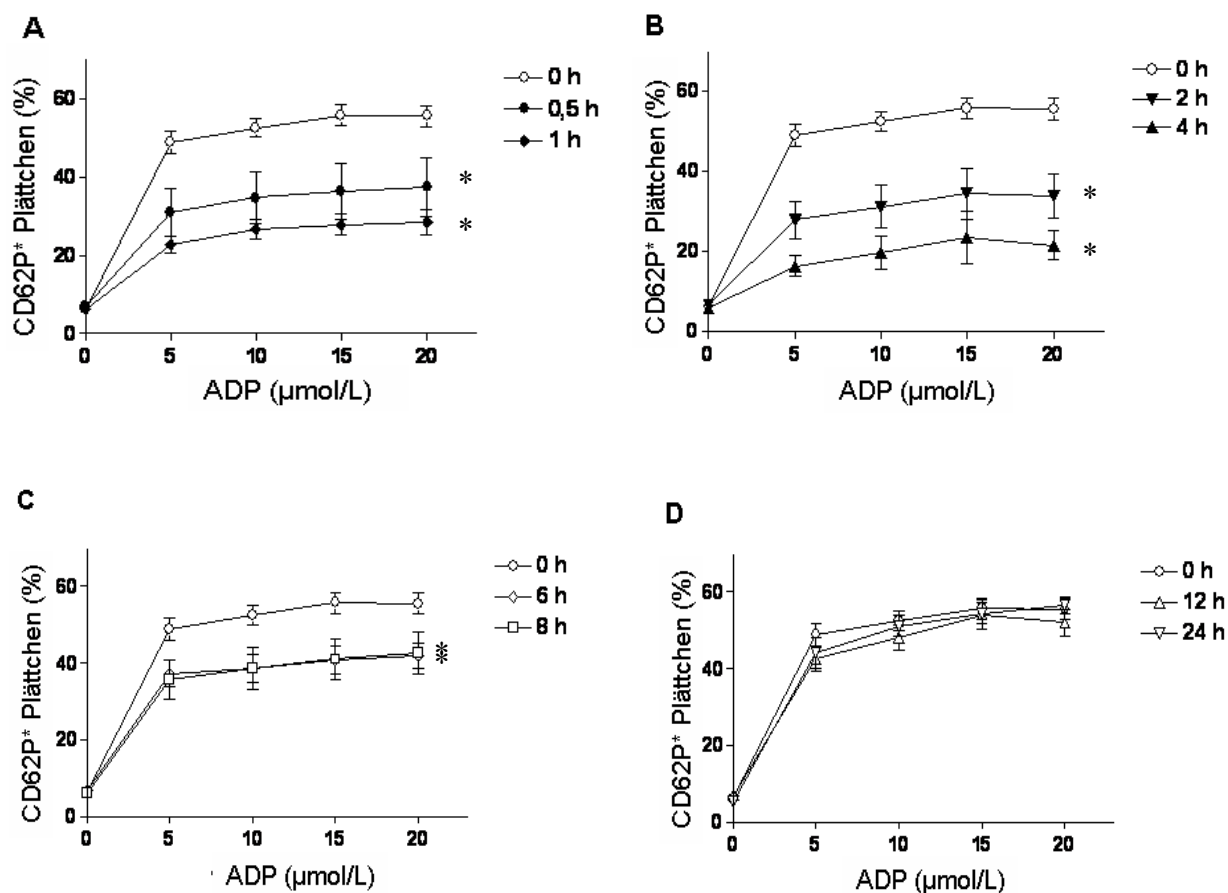 A
CD62P* Plättchen (%)
60
40
20
0
0 5 10 15 20
ADP (µmol/L)
0 h
0,5 h
1 h
*
*
B
CD62P* Plättchen (%)
60
40
20
0
0 5 10 15 20
ADP (µmol/L)
0 h
2 h
4 h
*
*
C
CD62P* Plättchen (%)
60
40
20
0
0 5 10 15 20
ADP (µmol/L)
0 h
6 h
8 h
*
*
D
CD62P* Plättchen (%)
60
40
20
0
0 5 10 15 20
ADP (µmol/L)
0 h
12 h
24 h